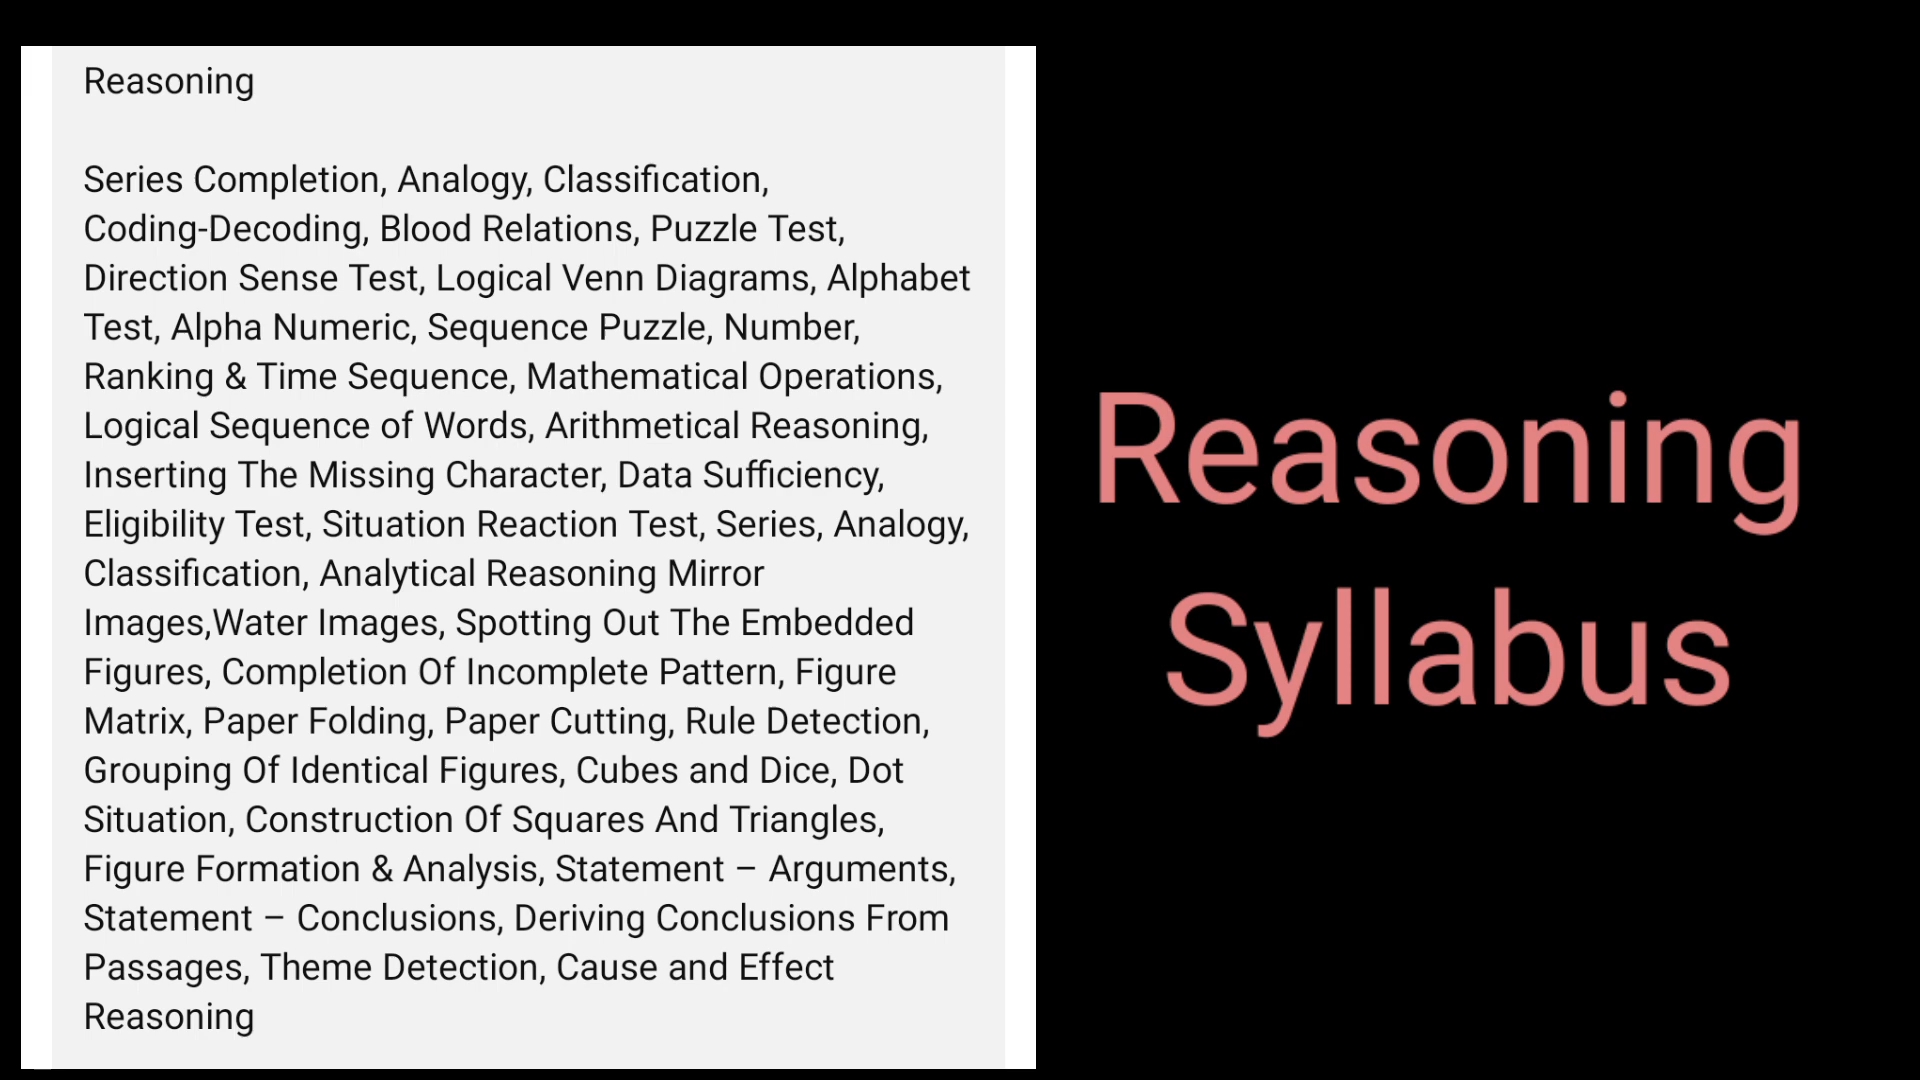 Reasoning
Series Completion, Analogy, Classification,
Coding-Decoding, Blood Relations, Puzzle Test,
Direction Sense Test, Logical Venn Diagrams, Alphabet
Test, Alpha Numeric, Sequence Puzzle, Number,
Ranking & Time Sequence, Mathematical Operations,
Logical Sequence of Words, Arithmetical Reasoning,
Inserting The Missing Character, Data Sufficiency,
Eligibility Test, Situation Reaction Test, Series, Analogy,
Classification, Analytical Reasoning Mirror
Images,Water Images, Spotting Out The Embedded
Figures, Completion Of Incomplete Pattern, Figure
Matrix, Paper Folding, Paper Cutting, Rule Detection,
Grouping Of Identical Figures, Cubes and Dice, Dot
Situation, Construction Of Squares And Triangles,
Figure Formation & Analysis, Statement – Arguments,
Statement – Conclusions, Deriving Conclusions From
Passages, Theme Detection, Cause and Effect
Reasoning
Reasoning
Syllabus